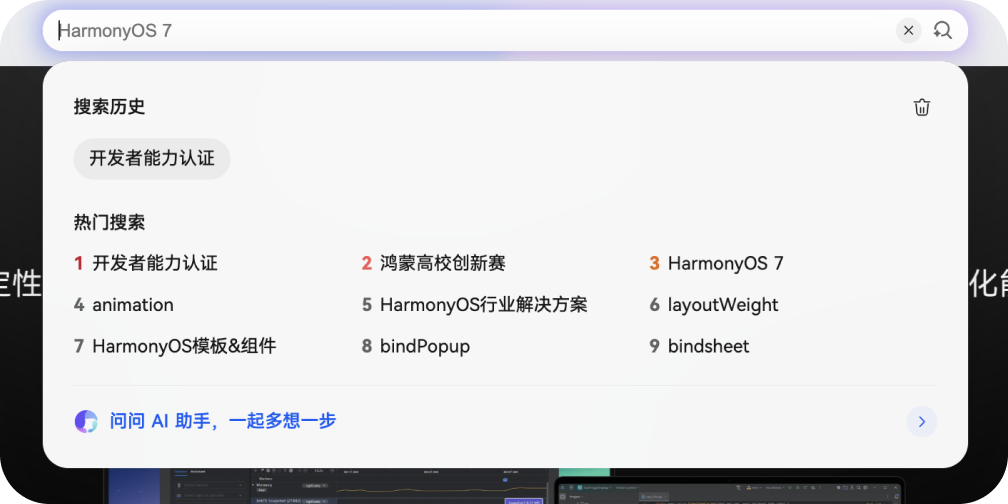 HarmonyOS 7
搜索历史
开发者能力认证
热门搜索
1 开发者能力认证
2 鸿蒙高校创新赛
3 HarmonyOS 7
4 animation
5 HarmonyOS行业解决方案
6 layoutWeight
7 HarmonyOS模板&组件
8 bindPopup
9 bindsheet
定性
化能
问问 AI 助手，一起多想一步